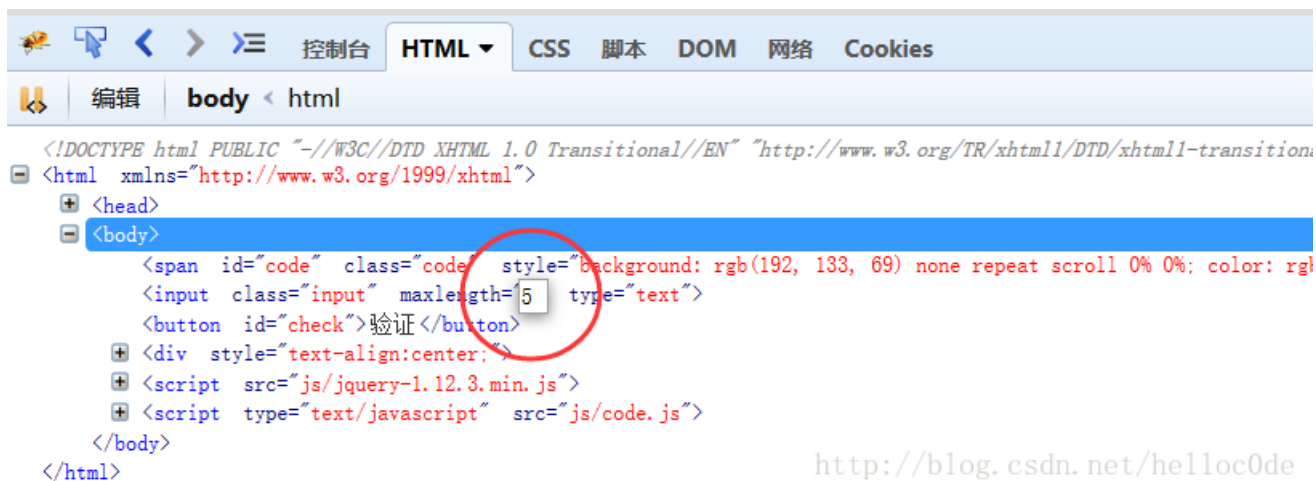 控制台 HTML CSS 脚本 DOM 网络 Cookies
编辑 body < html
<!DOCTYPE html PUBLIC "-//W3C//DTD XHTML 1.0 Transitional//EN" "http://www.w3.org/TR/xhtml1/DTD/xhtml1-transitiona
<html xmlns="http://www.w3.org/1999/xhtml">
<head>
<body>
<span id="code" class="code" style="background: rgb(192, 133, 69) none repeat scroll 0% 0%; color: rgb
<input class="input" maxlength="5 type="text">
<button id="check">验证</button>
<div style="text-align:center;">
<script src="js/jquery-1.12.3.min.js">
<script type="text/javascript" src="js/code.js">
</body>
</html>
http://blog.csdn.net/helloc0de